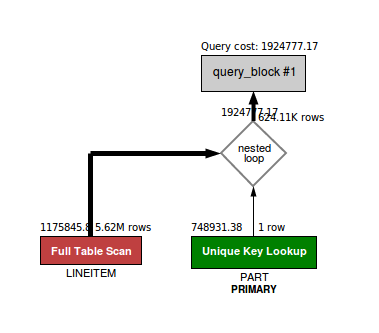 Query cost: 1924777.17
query_block #1
1924777.17
624.11K rows
nested
loop
1175845.8
5.62M rows
748931.38
1 row
Full Table Scan
Unique Key Lookup
LINEITEM
PART
PRIMARY